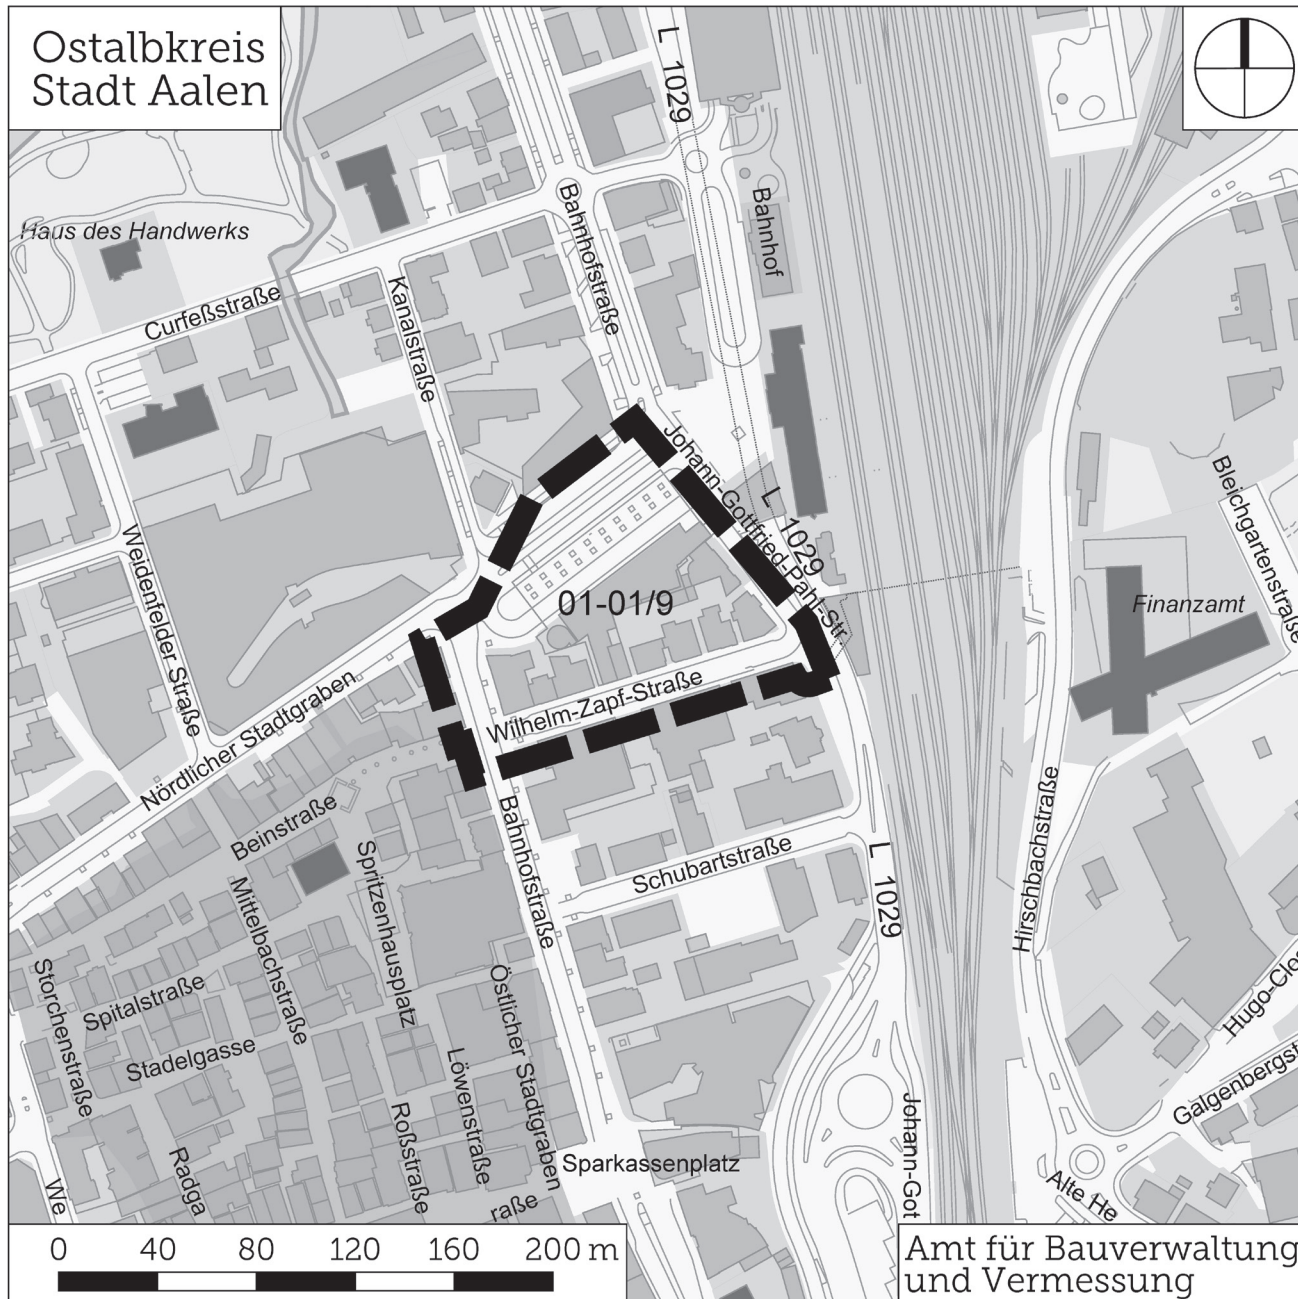 Ostalbkreis
Stadt Aalen
L 1029
Haus des Handwerks
Bahnhofstraße
Bahnhof
Curfeßstraße
Kanalstraße
Johann-Gottfried-Pahl-Str.
L 1029
Bleichgartenstraße
Weidenfelder Straße
01-01/9
Finanzamt
Wilhelm-Zapf-Straße
Nördlicher Stadtgraben
Beinstraße
Bahnhofstraße
Hirschbachstraße
Schubartstraße
L 1029
Spritzenhausplatz
Mittelbachstraße
Storchenstraße
Spitalstraße
Östlicher Stadtgraben
Hugo-Cles
Stadelgasse
Löwenstraße
Galgenbergst
Roßstraße
Radga
Johann-Got
Sparkassenplatz
We
Alte He
raße
0 40 80 120 160 200 m
Amt für Bauverwaltung
und Vermessung